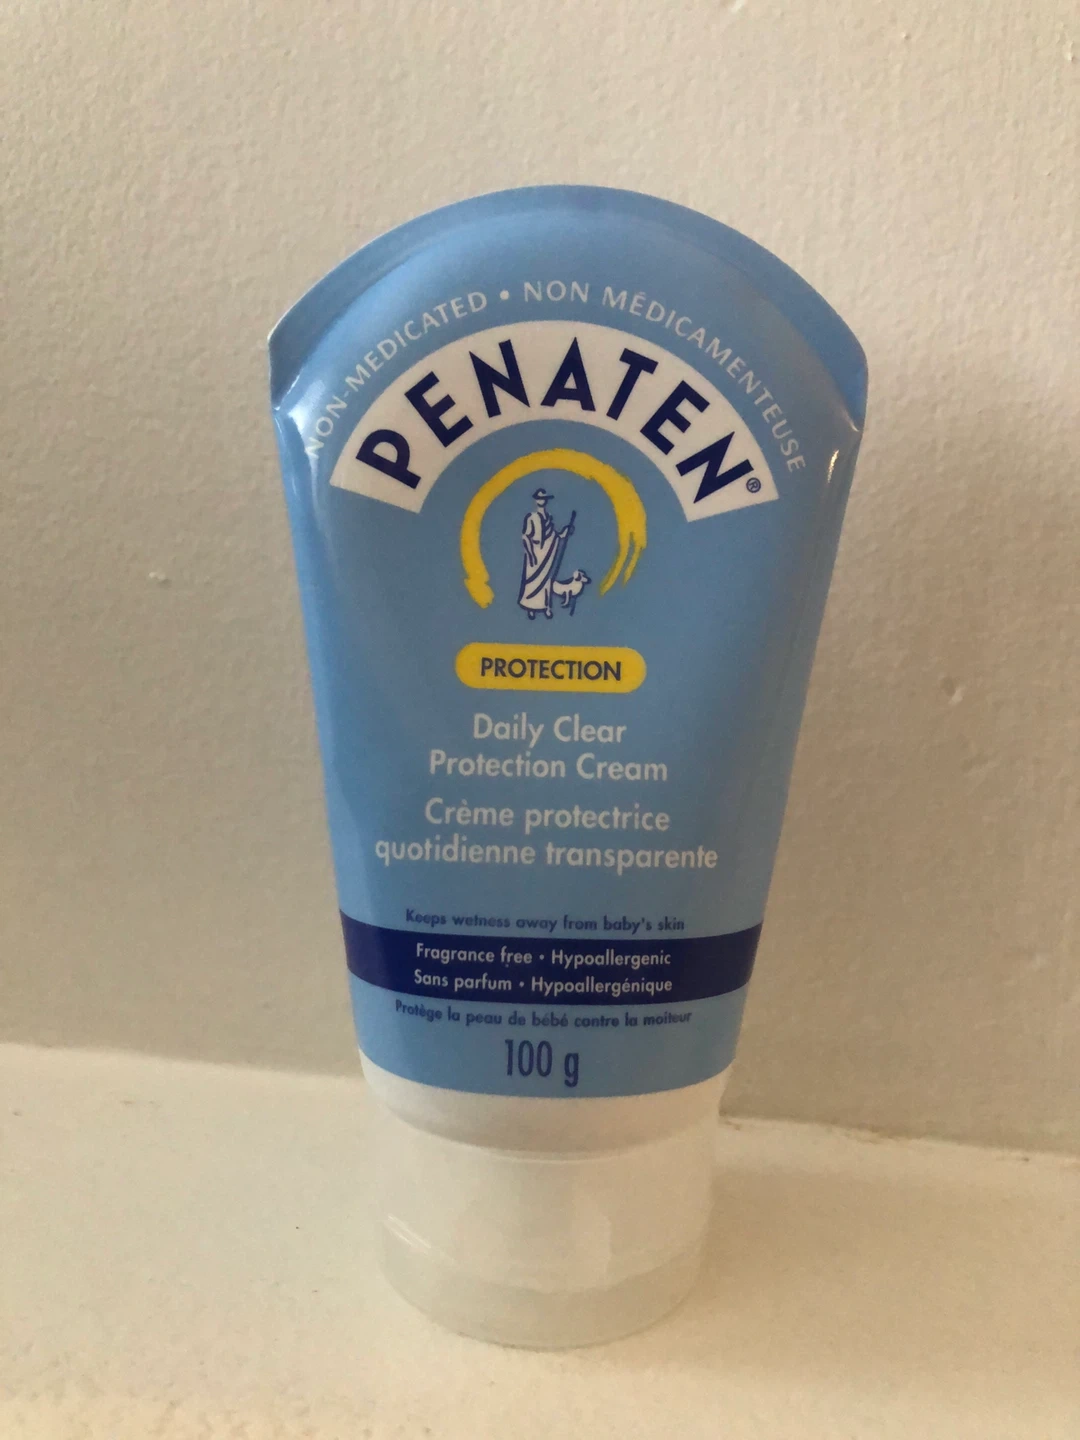 NON-MEDICATED • NON MÉDICAMENTEUSE
PENATEN®
PROTECTION
Daily Clear
Protection Cream
Crème protectrice
quotidienne transparente
Keeps wetness away from baby's skin
Fragrance free • Hypoallergenic
Sans parfum • Hypoallergénique
Protège la peau de bébé contre la moiteur
100 g